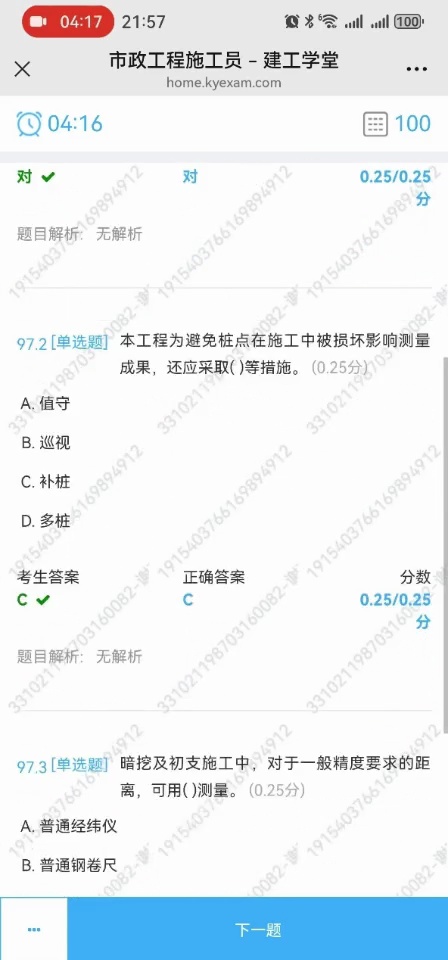 04:17 21:57 6 100
市政工程施工员 - 建工学堂
home.kyexam.com
04:16 100
对 对 0.25/0.25
分
题目解析: 无解析
97.2 [单选题] 本工程为避免桩点在施工中被损坏影响测量
成果，还应采取( )等措施。(0.25分)
A. 值守
B. 巡视
C. 补桩
D. 多桩
考生答案 正确答案 分数
C C 0.25/0.25
分
题目解析: 无解析
97.3 [单选题] 暗挖及初支施工中，对于一般精度要求的距
离，可用( )测量。(0.25分)
A. 普通经纬仪
B. 普通钢卷尺
下一题